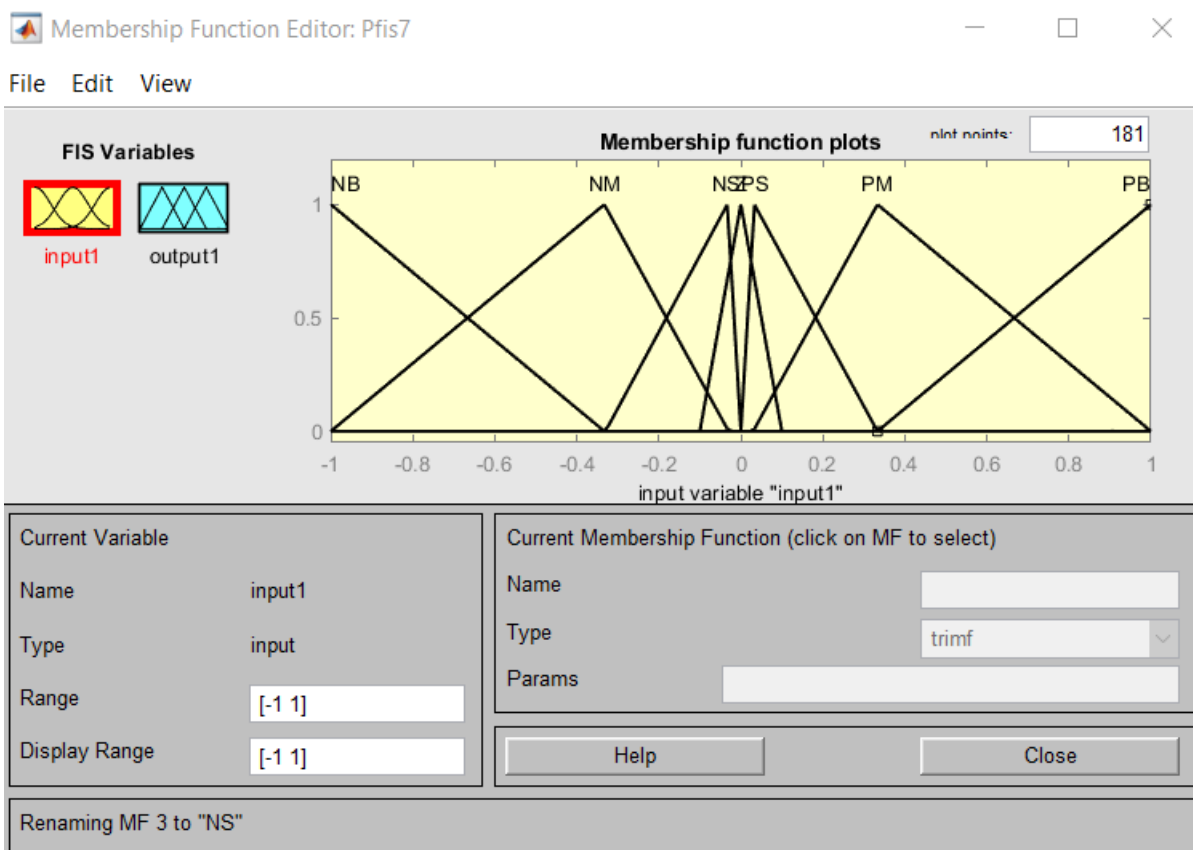 Membership Function Editor: Pfis7
File Edit View
FIS Variables
input1 output1
Membership function plots
plot points: 181
NB NM NS Z PS PM PB
1
0.5
0
-1 -0.8 -0.6 -0.4 -0.2 0 0.2 0.4 0.6 0.8 1
input variable "input1"
Current Variable
Name input1
Type input
Range [-1 1]
Display Range [-1 1]
Current Membership Function (click on MF to select)
Name
Type trimf
Params
Help Close
Renaming MF 3 to "NS"